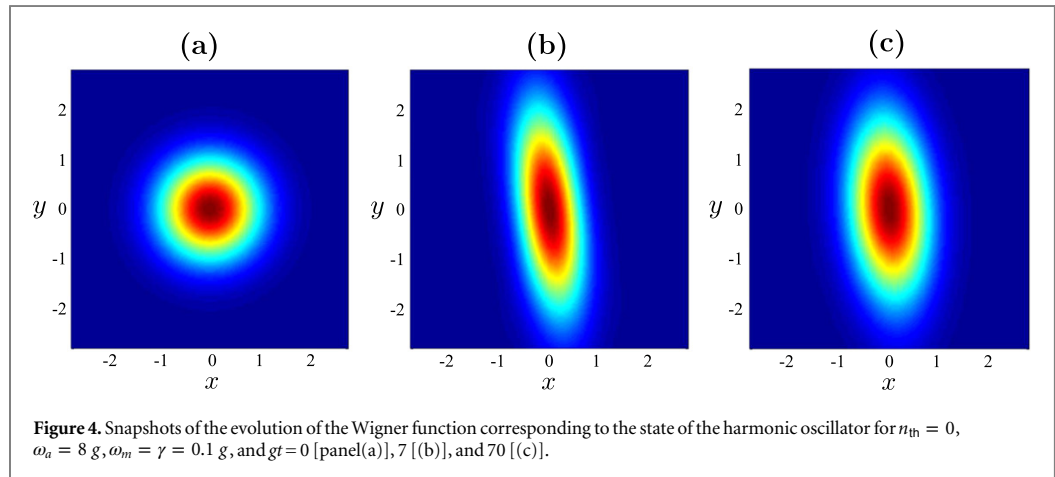 (a) (b) (c)
2 2 2
1 1 1
y 0 y 0 y 0
-1 -1 -1
-2 -2 -2
-2 -1 0 1 2 -2 -1 0 1 2 -2 -1 0 1 2
x x x
Figure 4. Snapshots of the evolution of the Wigner function corresponding to the state of the harmonic oscillator for n_th = 0,
ω_a = 8 g, ω_m = γ = 0.1 g, and gt = 0 [panel(a)], 7 [(b)], and 70 [(c)].